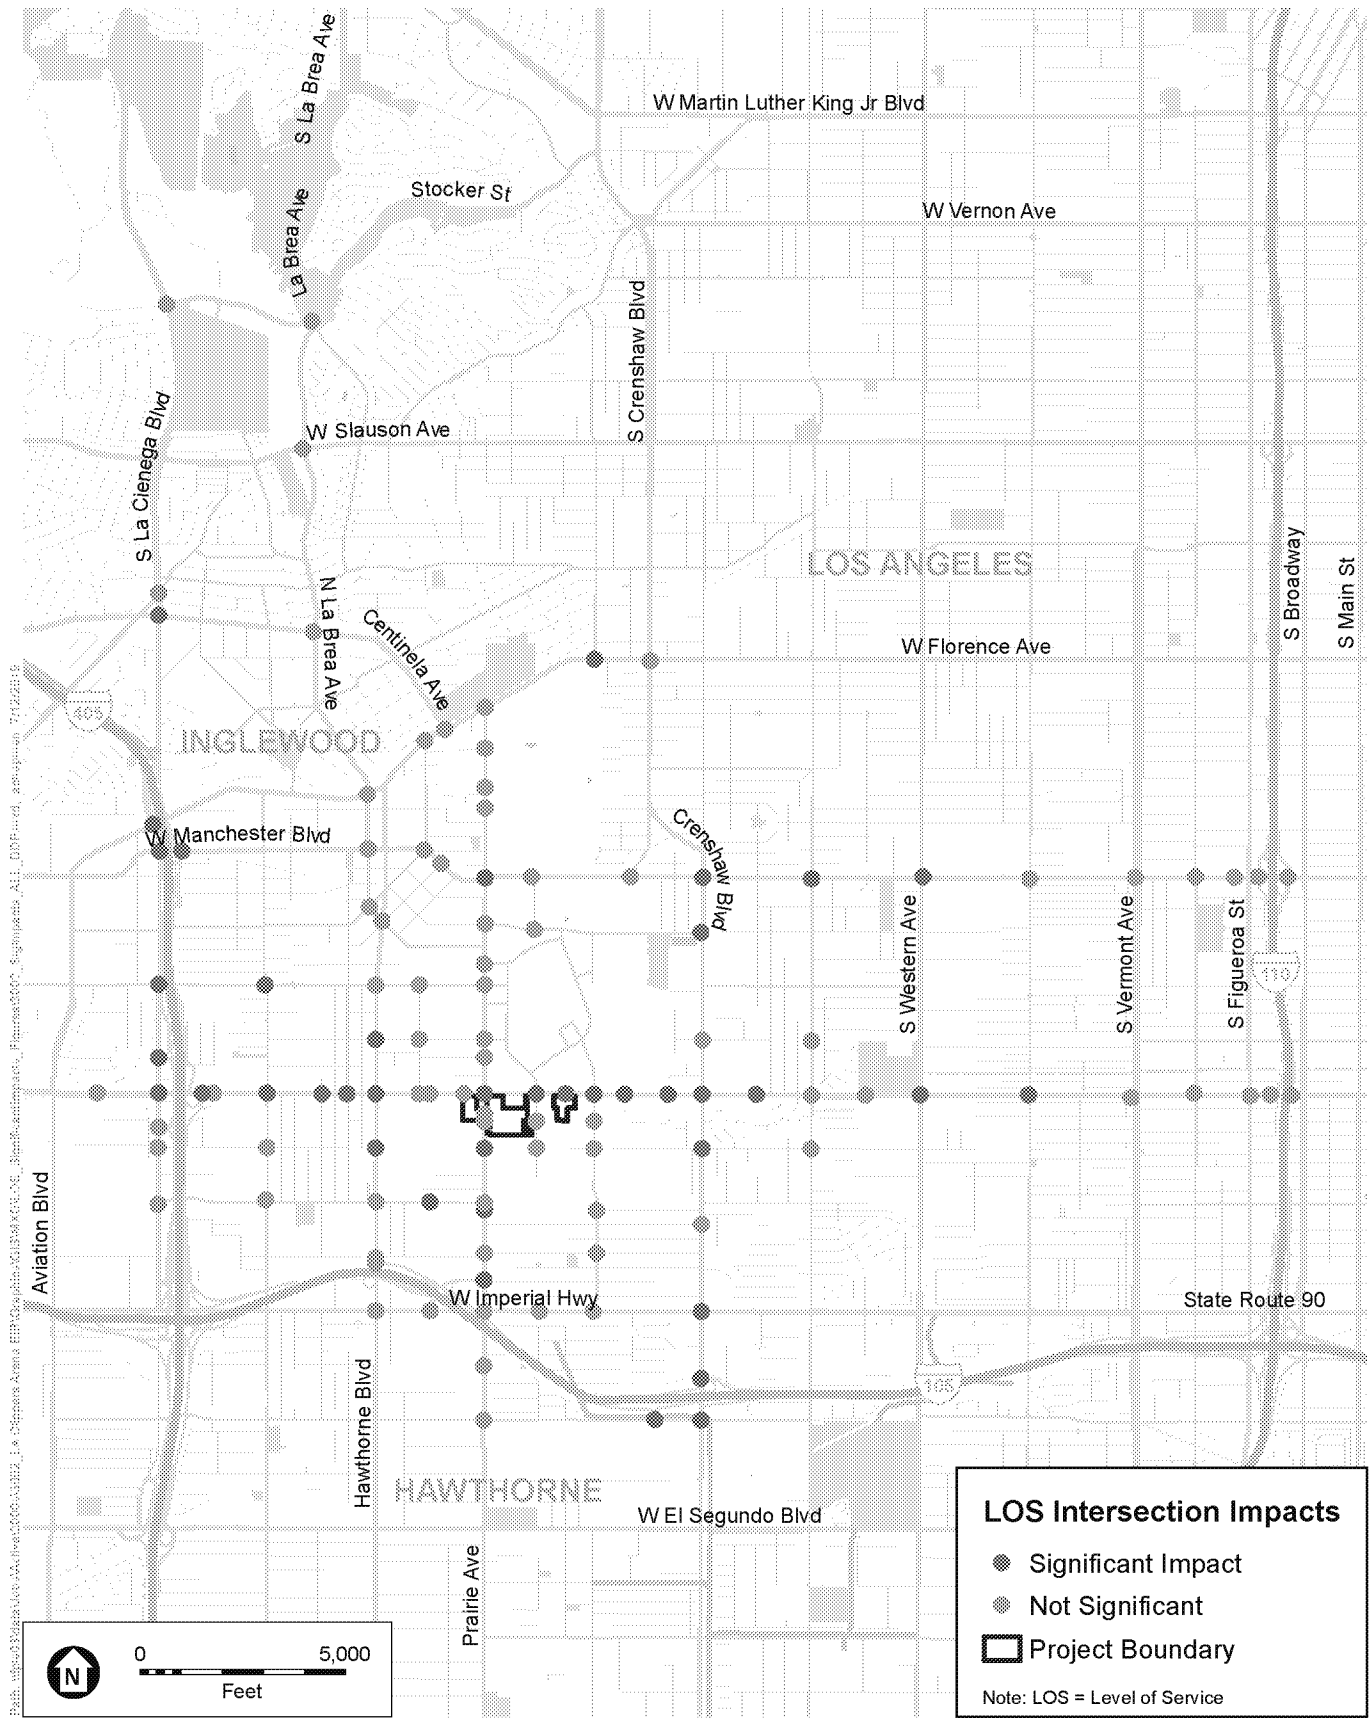 S La Brea Ave
W Martin Luther King Jr Blvd
Stocker St
W Vernon Ave
La Brea Ave
S Crenshaw Blvd
W Slauson Ave
S La Cienega Blvd
LOS ANGELES
S Broadway
S Main St
N La Brea Ave
Centinela Ave
W Florence Ave
405
INGLEWOOD
W Manchester Blvd
Crenshaw Blvd
S Western Ave
S Vermont Ave
S Figueroa St
110
Aviation Blvd
W Imperial Hwy
State Route 90
105
Hawthorne Blvd
HAWTHORNE
W El Segundo Blvd
Prairie Ave
LOS Intersection Impacts
Significant Impact
Not Significant
Project Boundary
Note: LOS = Level of Service
N
0 5,000
Feet